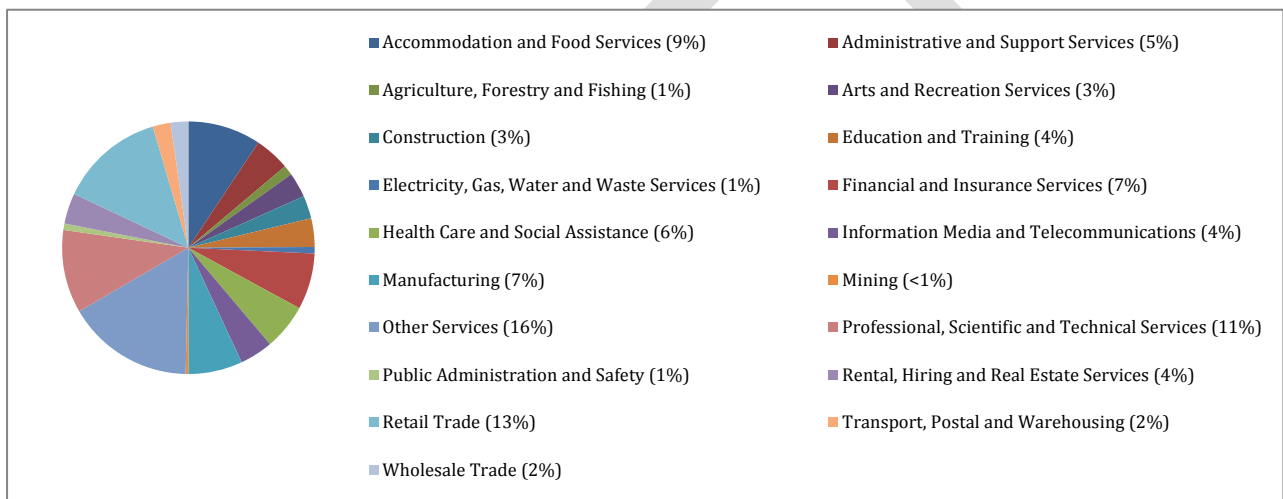 Accommodation and Food Services (9%)
Administrative and Support Services (5%)
Agriculture, Forestry and Fishing (1%)
Arts and Recreation Services (3%)
Construction (3%)
Education and Training (4%)
Electricity, Gas, Water and Waste Services (1%)
Financial and Insurance Services (7%)
Health Care and Social Assistance (6%)
Information Media and Telecommunications (4%)
Manufacturing (7%)
Mining (<1%)
Other Services (16%)
Professional, Scientific and Technical Services (11%)
Public Administration and Safety (1%)
Rental, Hiring and Real Estate Services (4%)
Retail Trade (13%)
Transport, Postal and Warehousing (2%)
Wholesale Trade (2%)